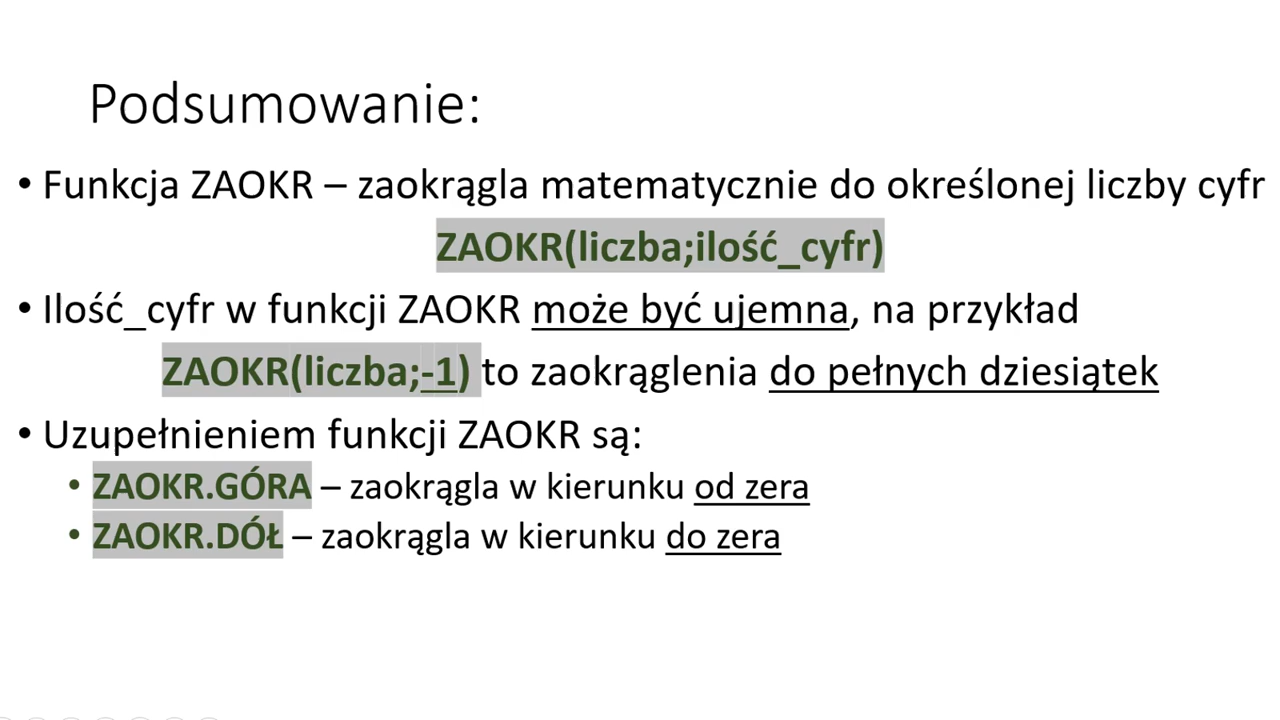 Podsumowanie:
• Funkcja ZAOKR – zaokrągla matematycznie do określonej liczby cyfr
ZAOKR(liczba;ilość_cyfr)
• Ilość_cyfr w funkcji ZAOKR może być ujemna, na przykład
ZAOKR(liczba;-1) to zaokrąglenia do pełnych dziesiątek
• Uzupełnieniem funkcji ZAOKR są:
• ZAOKR.GÓRA – zaokrągla w kierunku od zera
• ZAOKR.DÓŁ – zaokrągla w kierunku do zera